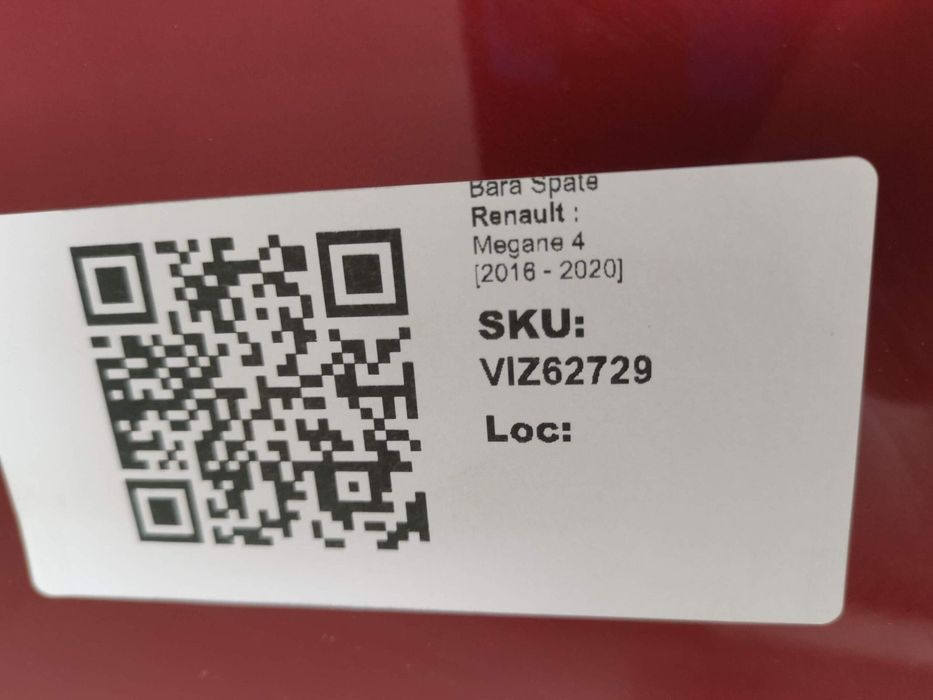 Bara Spate
Renault :
Megane 4
[2016 - 2020]
SKU:
VIZ62729
Loc: